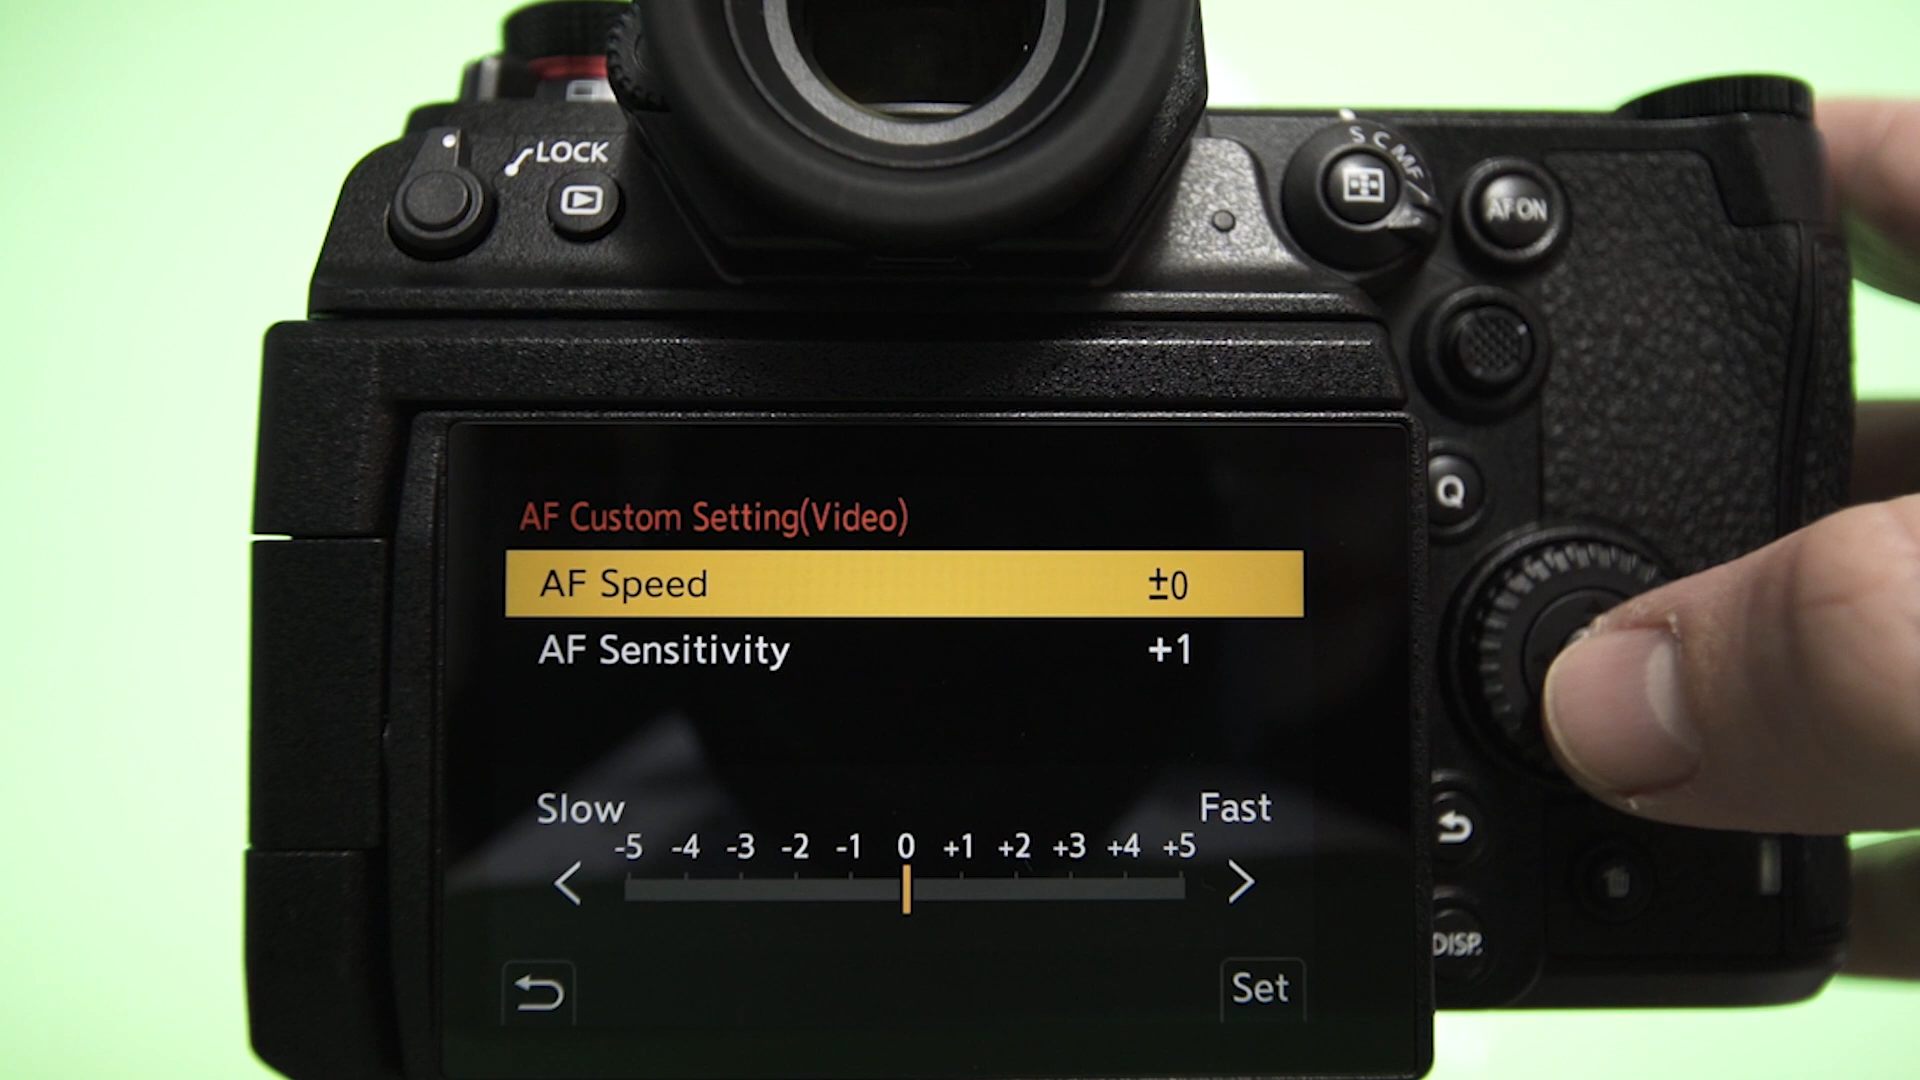 LOCK
S C MF
AF ON
Q
AF Custom Setting(Video)
AF Speed ±0
AF Sensitivity +1
Slow Fast
-5 -4 -3 -2 -1 0 +1 +2 +3 +4 +5
Set
DISP.